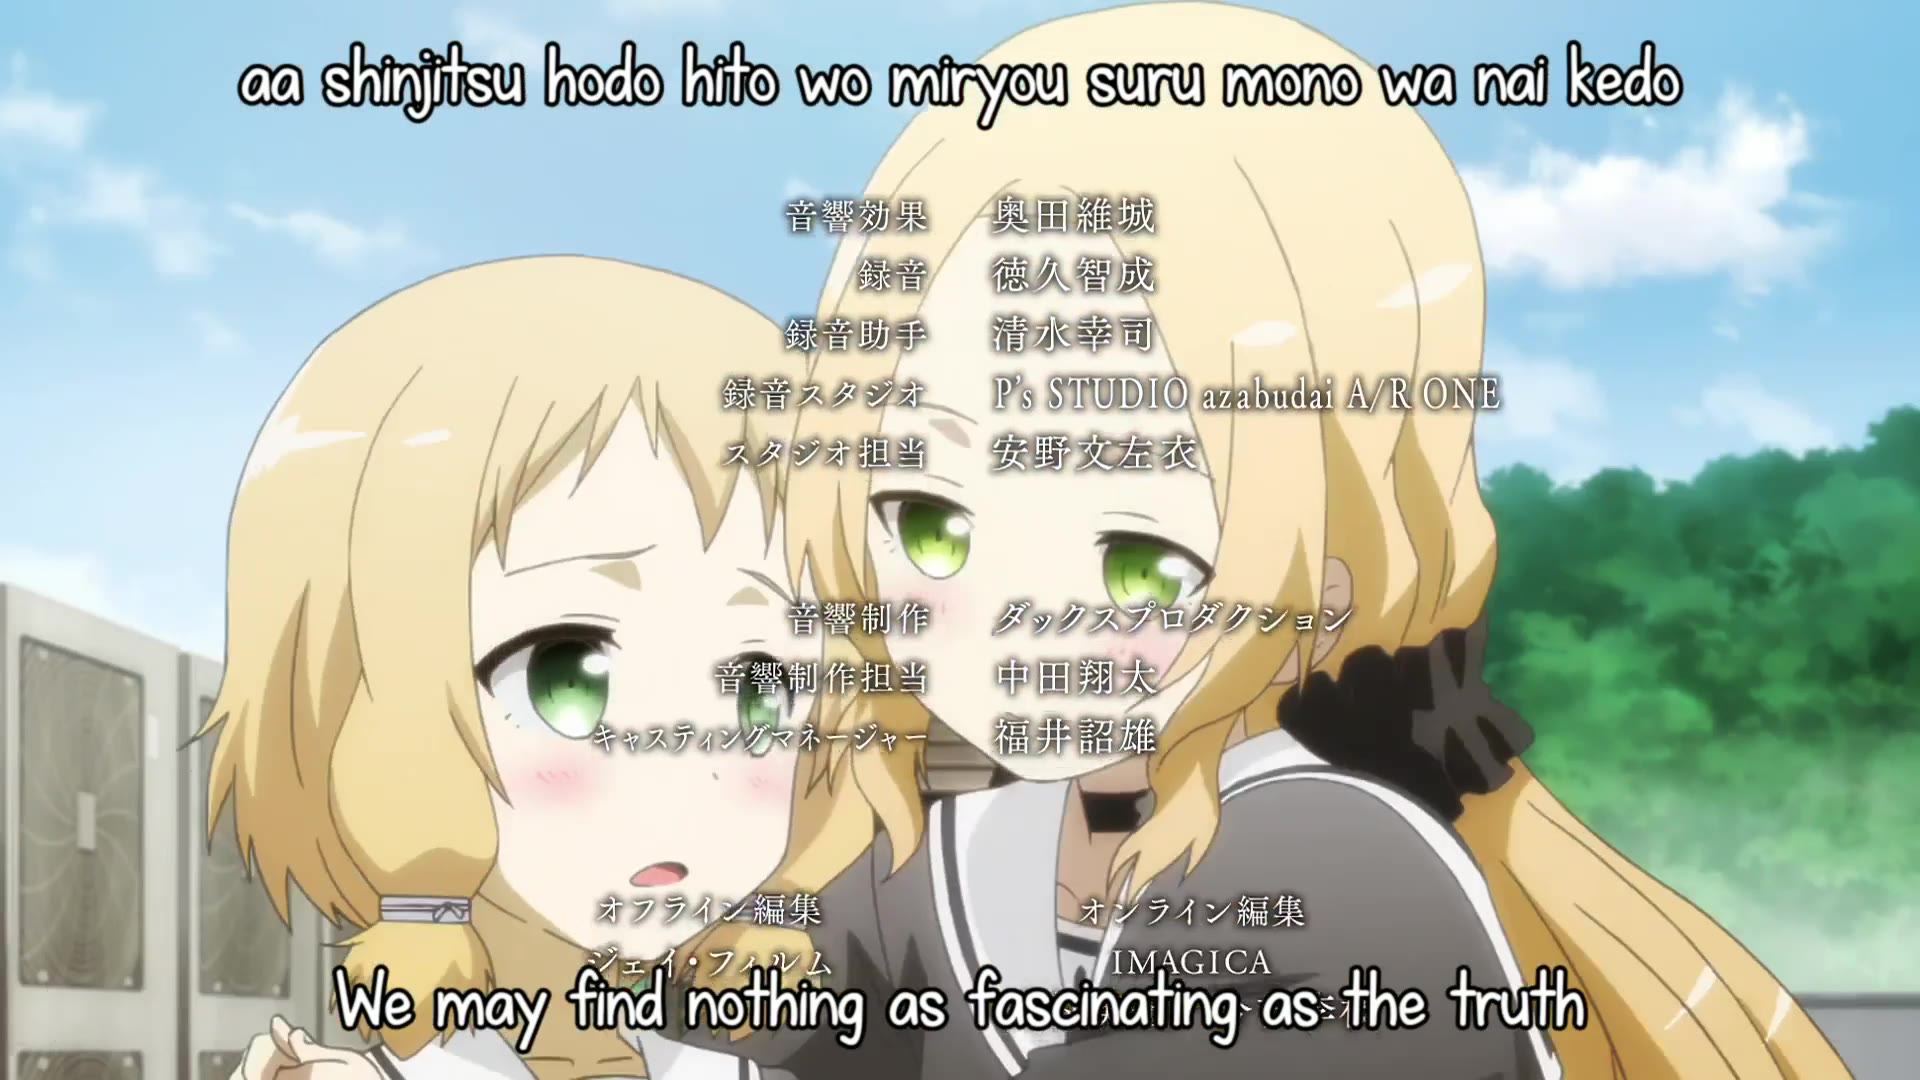 aa shinjitsu hodo hito wo miryou suru mono wa nai kedo
音響効果 奥田維城
録音 徳久智成
録音助手 清水幸司
録音スタジオ P's STUDIO azabudai A/R ONE
スタジオ担当 安野文左衣
音響制作 ダックスプロダクション
音響制作担当 中田翔太
キャスティングマネージャー 福井詔雄
オフライン編集 オンライン編集
ジェイ・フィルム IMAGICA
We may find nothing as fascinating as the truth